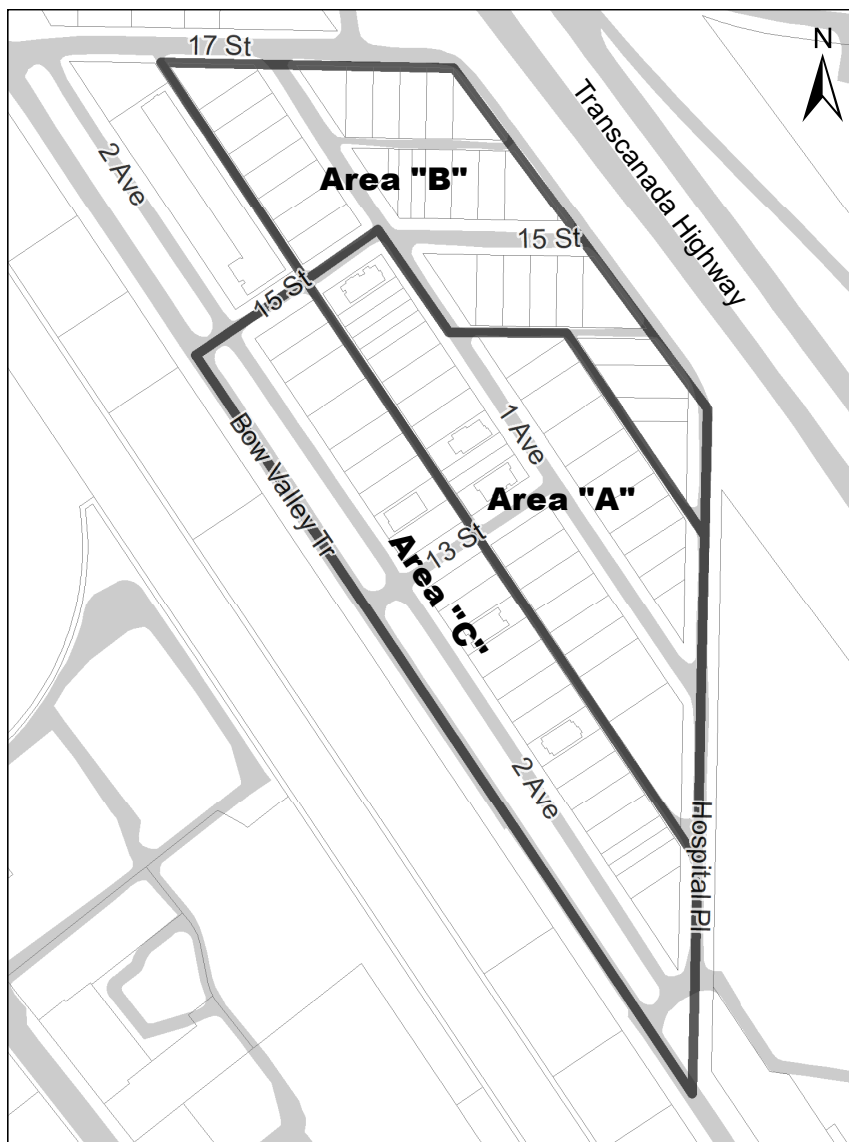 17 St
N
Transcanada Highway
2 Ave
Area "B"
15 St
15 St
1 Ave
Bow Valley Tr
Area "A"
13 St
Area "C"
2 Ave
Hospital Pl